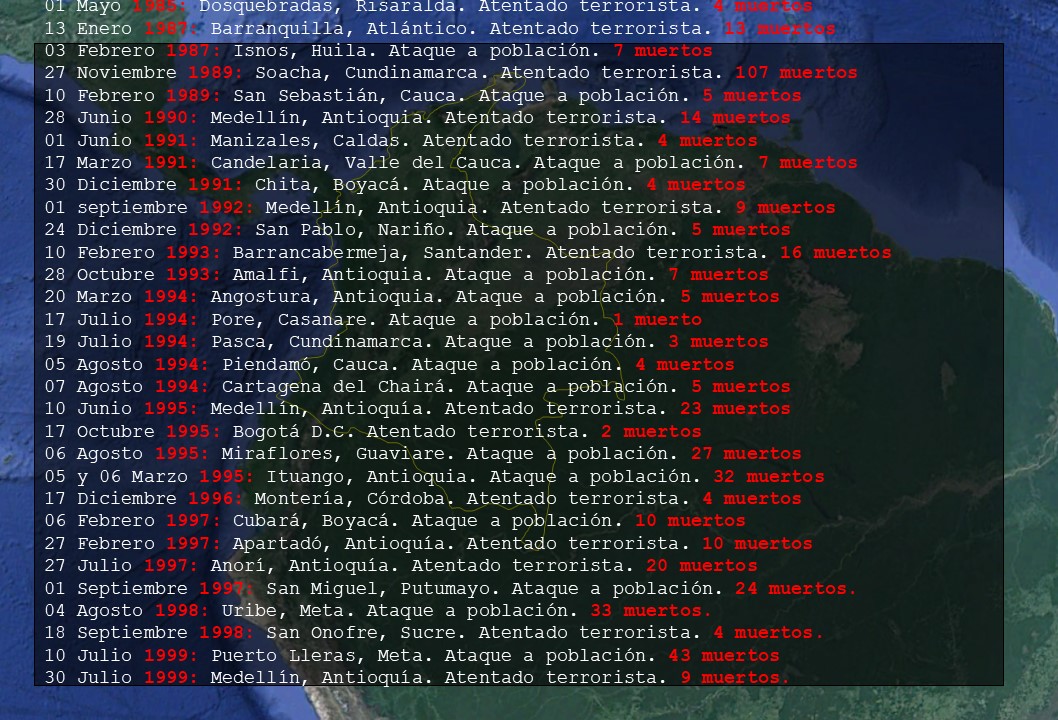 01 Mayo 1985: Dosquebradas, Risaralda. Atentado terrorista. 4 muertos
13 Enero 1987: Barranquilla, Atlántico. Atentado terrorista. 13 muertos
03 Febrero 1987: Isnos, Huila. Ataque a población. 7 muertos
27 Noviembre 1989: Soacha, Cundinamarca. Atentado terrorista. 107 muertos
10 Febrero 1989: San Sebastián, Cauca. Ataque a población. 5 muertos
28 Junio 1990: Medellín, Antioquia. Atentado terrorista. 14 muertos
01 Junio 1991: Manizales, Caldas. Atentado terrorista. 4 muertos
17 Marzo 1991: Candelaria, Valle del Cauca. Ataque a población. 7 muertos
30 Diciembre 1991: Chita, Boyacá. Ataque a población. 4 muertos
01 septiembre 1992: Medellín, Antioquia. Atentado terrorista. 9 muertos
24 Diciembre 1992: San Pablo, Nariño. Ataque a población. 5 muertos
10 Febrero 1993: Barrancabermeja, Santander. Atentado terrorista. 16 muertos
28 Octubre 1993: Amalfi, Antioquia. Ataque a población. 7 muertos
20 Marzo 1994: Angostura, Antioquia. Ataque a población. 5 muertos
17 Julio 1994: Pore, Casanare. Ataque a población. 1 muerto
19 Julio 1994: Pasca, Cundinamarca. Ataque a población. 3 muertos
05 Agosto 1994: Piendamó, Cauca. Ataque a población. 4 muertos
07 Agosto 1994: Cartagena del Chairá. Ataque a población. 5 muertos
10 Junio 1995: Medellín, Antioquía. Atentado terrorista. 23 muertos
17 Octubre 1995: Bogotá D.C. Atentado terrorista. 2 muertos
06 Agosto 1995: Miraflores, Guaviare. Ataque a población. 27 muertos
05 y 06 Marzo 1995: Ituango, Antioquia. Ataque a población. 32 muertos
17 Diciembre 1996: Montería, Córdoba. Atentado terrorista. 4 muertos
06 Febrero 1997: Cubará, Boyacá. Ataque a población. 10 muertos
27 Febrero 1997: Apartadó, Antioquía. Atentado terrorista. 10 muertos
27 Julio 1997: Anorí, Antioquía. Atentado terrorista. 20 muertos
01 Septiembre 1997: San Miguel, Putumayo. Ataque a población. 24 muertos.
04 Agosto 1998: Uribe, Meta. Ataque a población. 33 muertos.
18 Septiembre 1998: San Onofre, Sucre. Atentado terrorista. 4 muertos.
10 Julio 1999: Puerto Lleras, Meta. Ataque a población. 43 muertos
30 Julio 1999: Medellín, Antioquía. Atentado terrorista. 9 muertos.